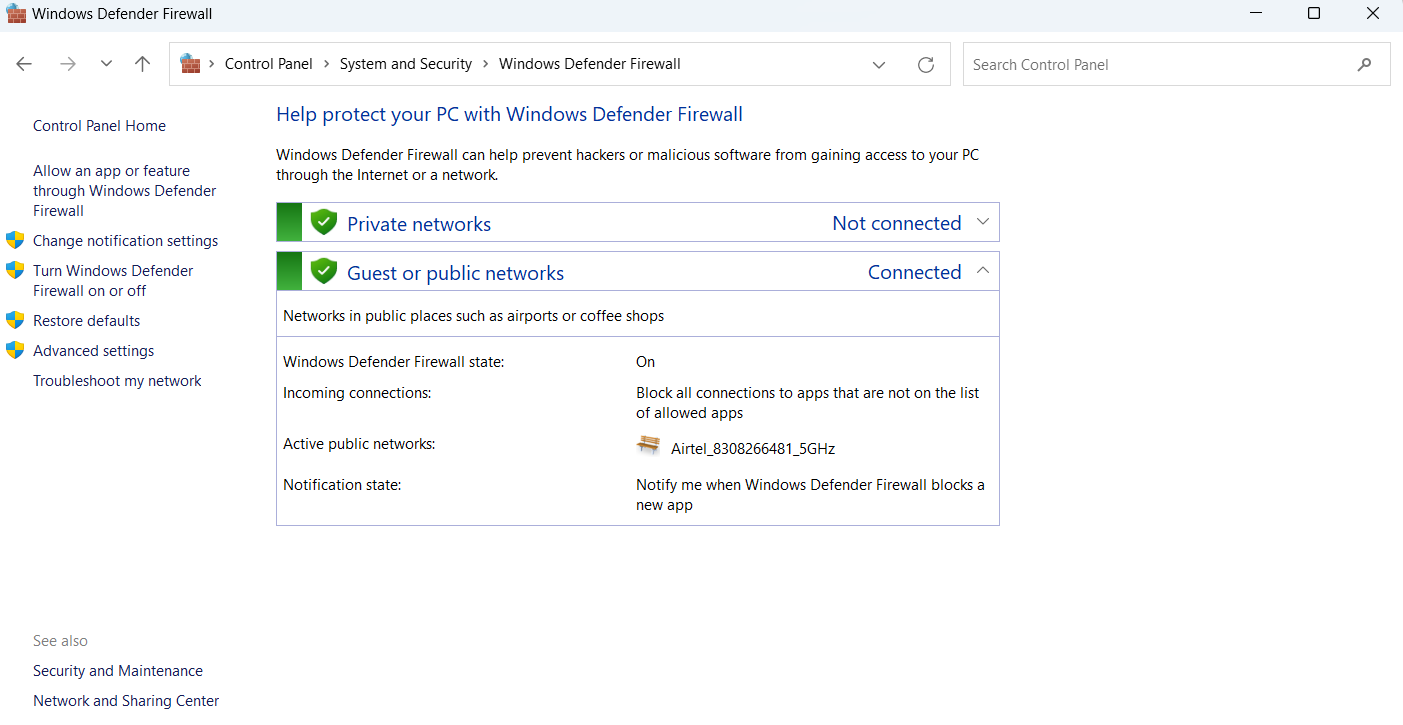 Windows Defender Firewall
Control Panel > System and Security > Windows Defender Firewall
Search Control Panel
Control Panel Home
Allow an app or feature
through Windows Defender
Firewall
Change notification settings
Turn Windows Defender
Firewall on or off
Restore defaults
Advanced settings
Troubleshoot my network
Help protect your PC with Windows Defender Firewall
Windows Defender Firewall can help prevent hackers or malicious software from gaining access to your PC
through the Internet or a network.
Private networks Not connected
Guest or public networks Connected
Networks in public places such as airports or coffee shops
Windows Defender Firewall state: On
Incoming connections: Block all connections to apps that are not on the list
of allowed apps
Active public networks: Airtel_8308266481_5GHz
Notification state: Notify me when Windows Defender Firewall blocks a
new app
See also
Security and Maintenance
Network and Sharing Center